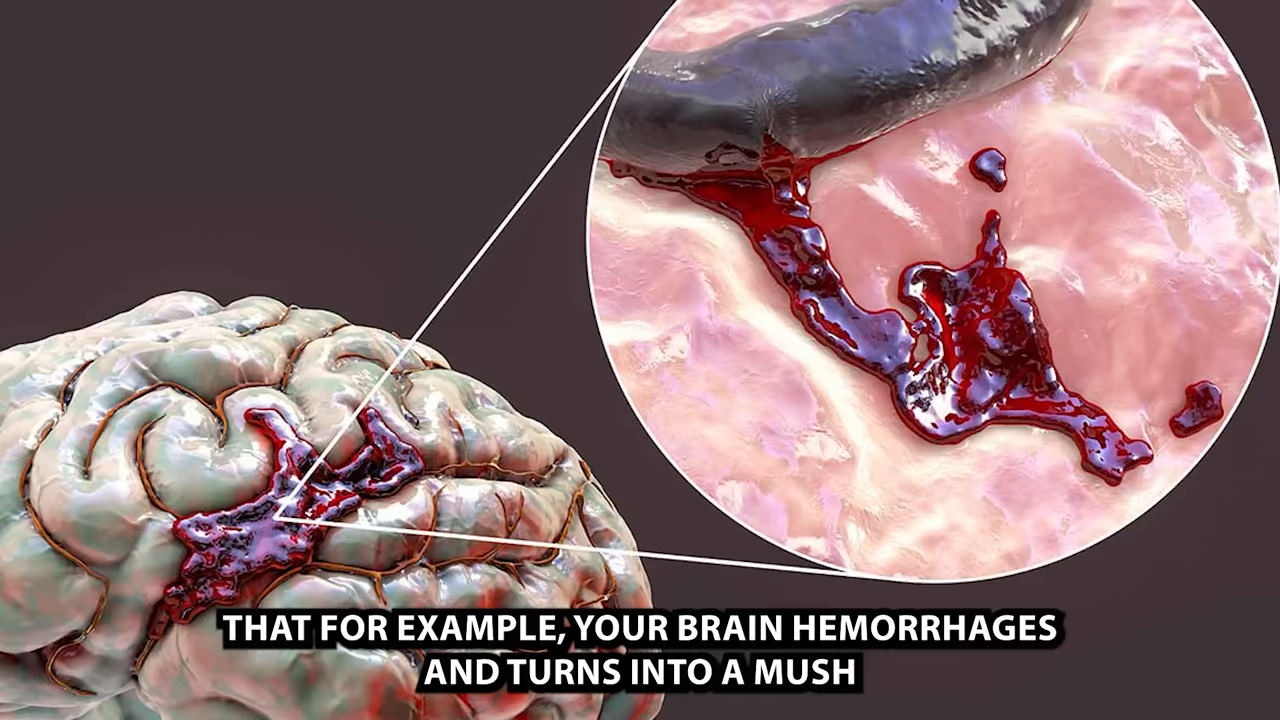 THAT FOR EXAMPLE, YOUR BRAIN HEMORRHAGES
AND TURNS INTO A MUSH